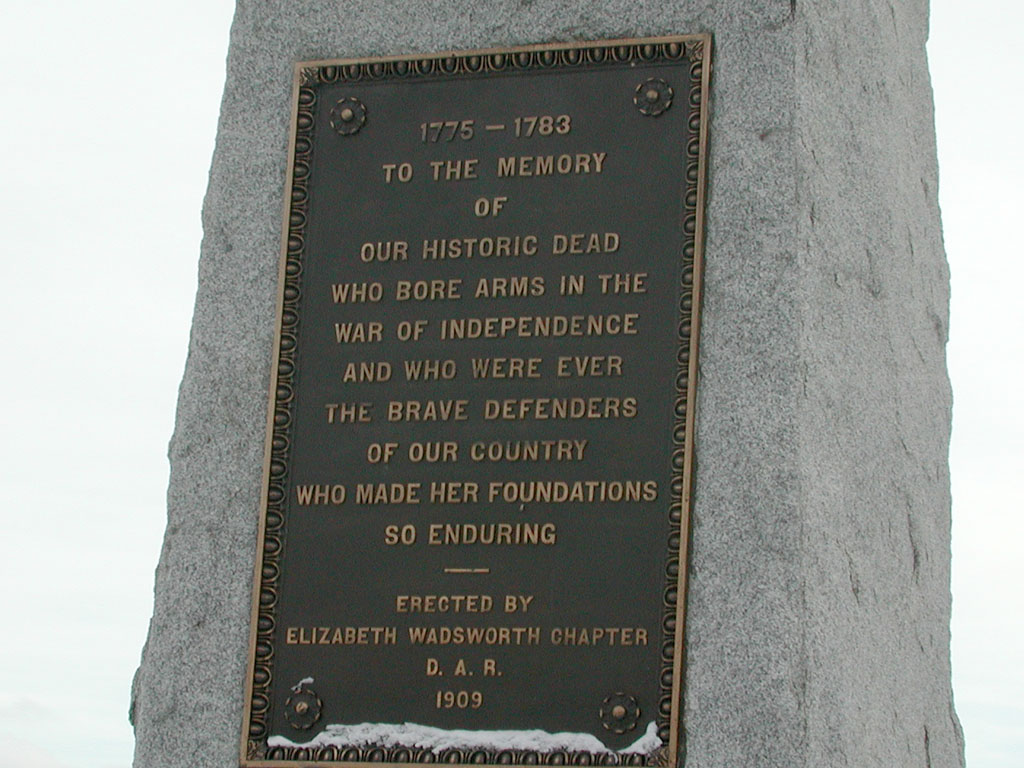 1775 – 1783
TO THE MEMORY
OF
OUR HISTORIC DEAD
WHO BORE ARMS IN THE
WAR OF INDEPENDENCE
AND WHO WERE EVER
THE BRAVE DEFENDERS
OF OUR COUNTRY
WHO MADE HER FOUNDATIONS
SO ENDURING
ERECTED BY
ELIZABETH WADSWORTH CHAPTER
D. A. R.
1909